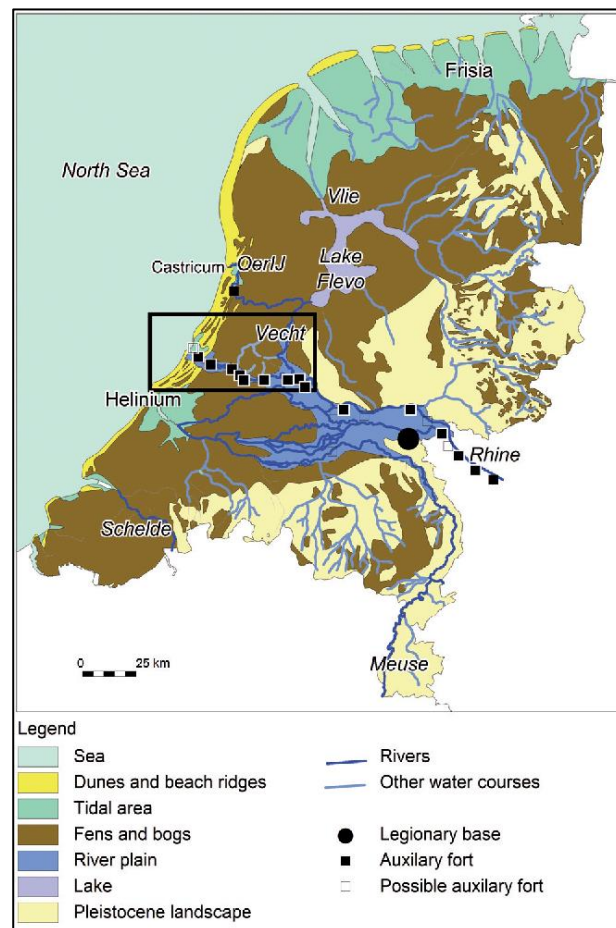 Frisia
North Sea
Vlie
Castricum
OerIJ
Lake
Flevo
Vecht
Helinium
Rhine
Schelde
0 25 km
Meuse
Legend
Sea
Dunes and beach ridges
Tidal area
Fens and bogs
River plain
Lake
Pleistocene landscape
Rivers
Other water courses
Legionary base
Auxilary fort
Possible auxilary fort